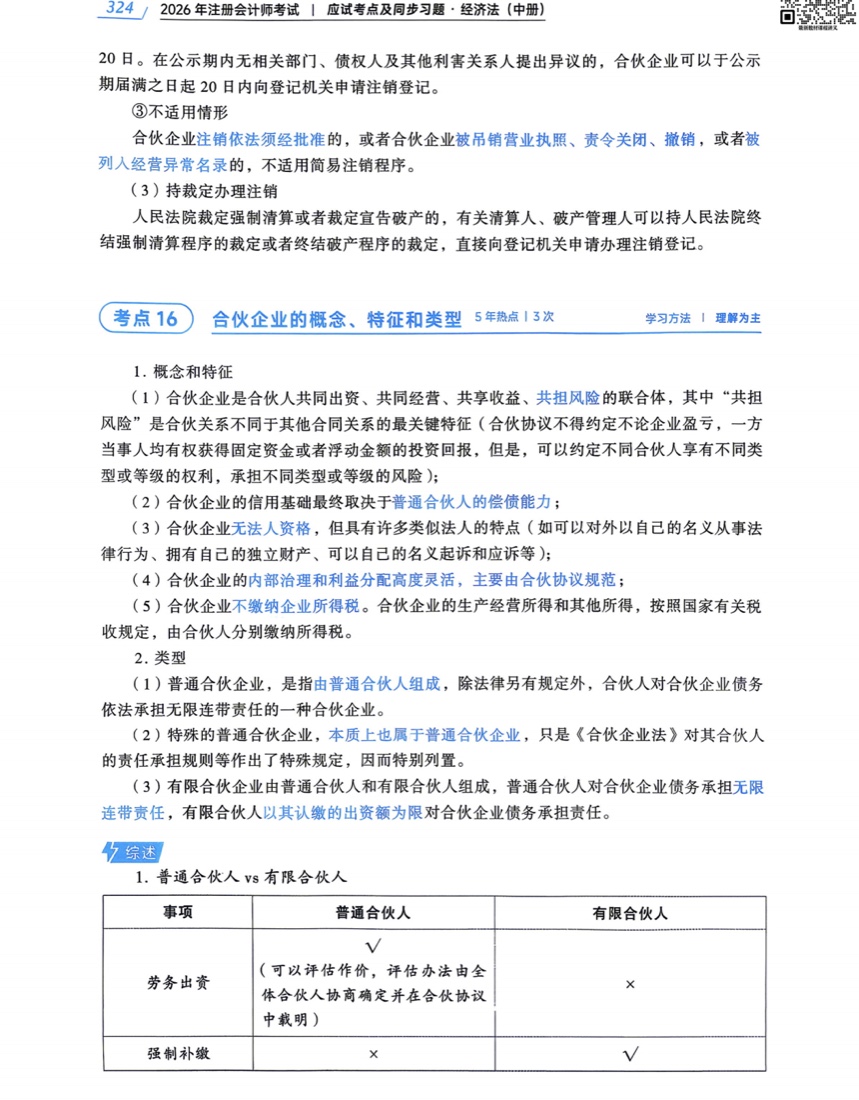 324 2026年注册会计师考试 | 应试考点及同步习题·经济法（中册）
20日。在公示期内无相关部门、债权人及其他利害关系人提出异议的，合伙企业可以于公示
期届满之日起20日内向登记机关申请注销登记。
③不适用情形
合伙企业注销依法须经批准的，或者合伙企业被吊销营业执照、责令关闭、撤销，或者被
列入经营异常名录的，不适用简易注销程序。
（3）持裁定办理注销
人民法院裁定强制清算或者裁定宣告破产的，有关清算人、破产管理人可以持人民法院终
结强制清算程序的裁定或者终结破产程序的裁定，直接向登记机关申请办理注销登记。
考点16 合伙企业的概念、特征和类型 5年热点 | 3次 学习方法 | 理解为主
1. 概念和特征
（1）合伙企业是合伙人共同出资、共同经营、共享收益、共担风险的联合体，其中“共担
风险”是合伙关系不同于其他合同关系的最关键特征（合伙协议不得约定不论企业盈亏，一方
当事人均有权获得固定资金或者浮动金额的投资回报，但是，可以约定不同合伙人享有不同类
型或等级的权利，承担不同类型或等级的风险）；
（2）合伙企业的信用基础最终取决于普通合伙人的偿债能力；
（3）合伙企业无法人资格，但具有许多类似法人的特点（如可以对外以自己的名义从事法
律行为、拥有自己的独立财产、可以自己的名义起诉和应诉等）；
（4）合伙企业的内部治理和利益分配高度灵活，主要由合伙协议规范；
（5）合伙企业不缴纳企业所得税。合伙企业的生产经营所得和其他所得，按照国家有关税
收规定，由合伙人分别缴纳所得税。
2. 类型
（1）普通合伙企业，是指由普通合伙人组成，除法律另有规定外，合伙人对合伙企业债务
依法承担无限连带责任的一种合伙企业。
（2）特殊的普通合伙企业，本质上也属于普通合伙企业，只是《合伙企业法》对其合伙人
的责任承担规则等作出了特殊规定，因而特别列置。
（3）有限合伙企业由普通合伙人和有限合伙人组成，普通合伙人对合伙企业债务承担无限
连带责任，有限合伙人以其认缴的出资额为限对合伙企业债务承担责任。
综述
1. 普通合伙人 vs 有限合伙人
事项 普通合伙人 有限合伙人
劳务出资 √ ×
（可以评估作价，评估办法由全
体合伙人协商确定并在合伙协议
中载明）
强制补缴 × √